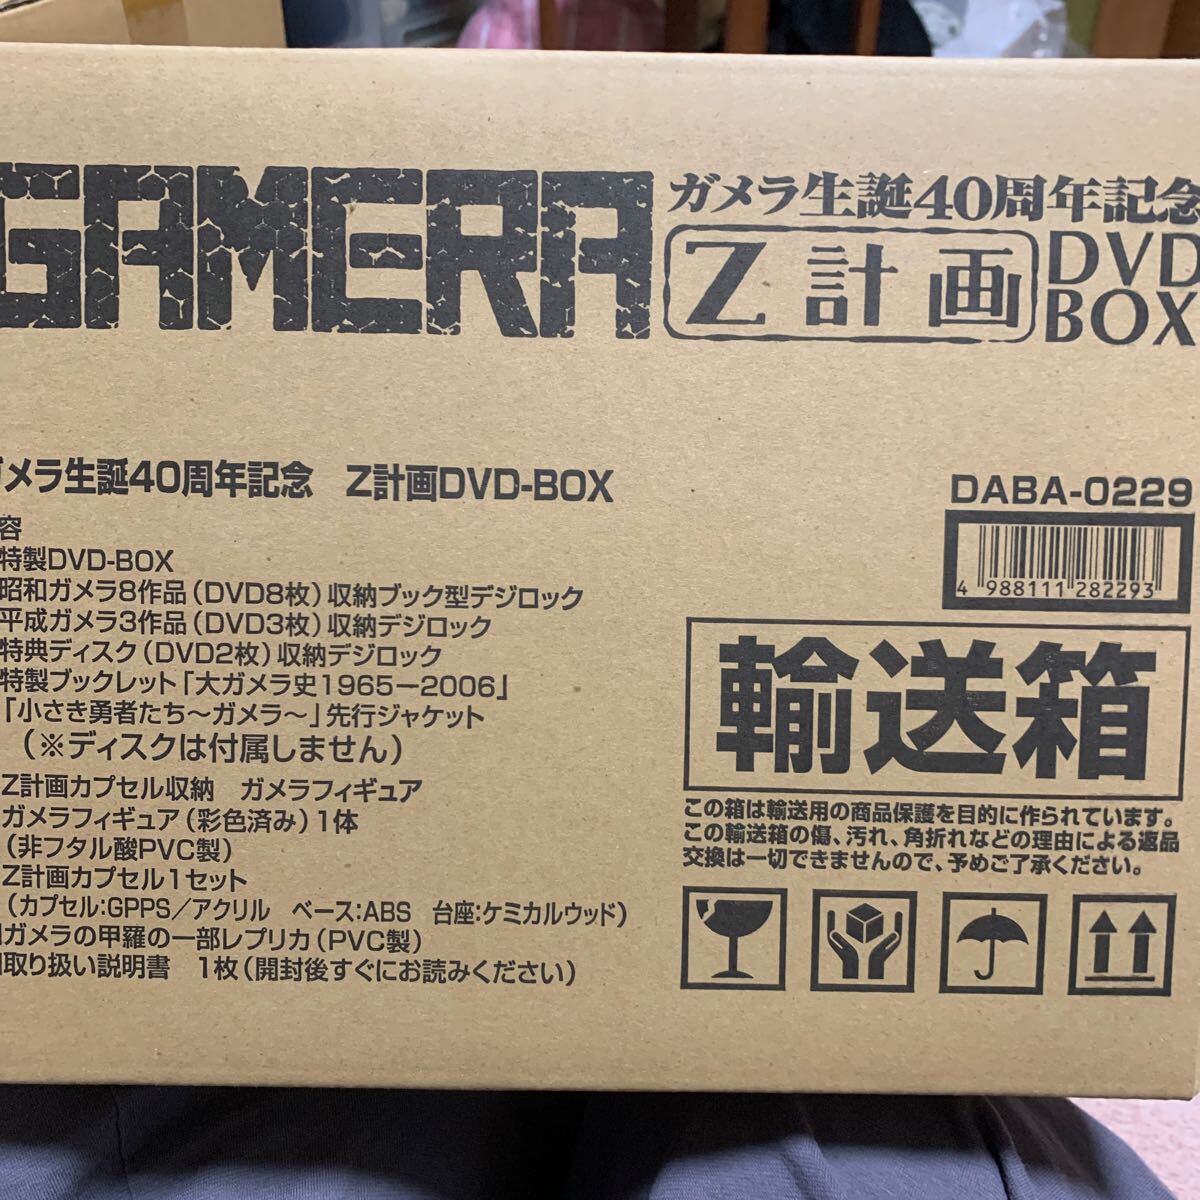 GAMERA
ガメラ生誕40周年記念
Z計画
DVD
BOX
ガメラ生誕40周年記念　Z計画DVD-BOX
容
特製DVD-BOX
昭和ガメラ8作品(DVD8枚)収納ブック型デジロック
平成ガメラ3作品(DVD3枚)収納デジロック
特典ディスク(DVD2枚)収納デジロック
特製ブックレット「大ガメラ史1965－2006」
「小さき勇者たち～ガメラ～」先行ジャケット
(※ディスクは付属しません)
Z計画カプセル収納　ガメラフィギュア
ガメラフィギュア(彩色済み)1体
(非フタル酸PVC製)
Z計画カプセル1セット
(カプセル:GPPS／アクリル　ベース:ABS　台座:ケミカルウッド)
ガメラの甲羅の一部レプリカ(PVC製)
取り扱い説明書　1枚(開封後すぐにお読みください)
DABA-0229
4 988111 282293
輸送箱
この箱は輸送用の商品保護を目的に作られています。
この輸送箱の傷、汚れ、角折れなどの理由による返品
交換は一切できませんので、予めご了承ください。